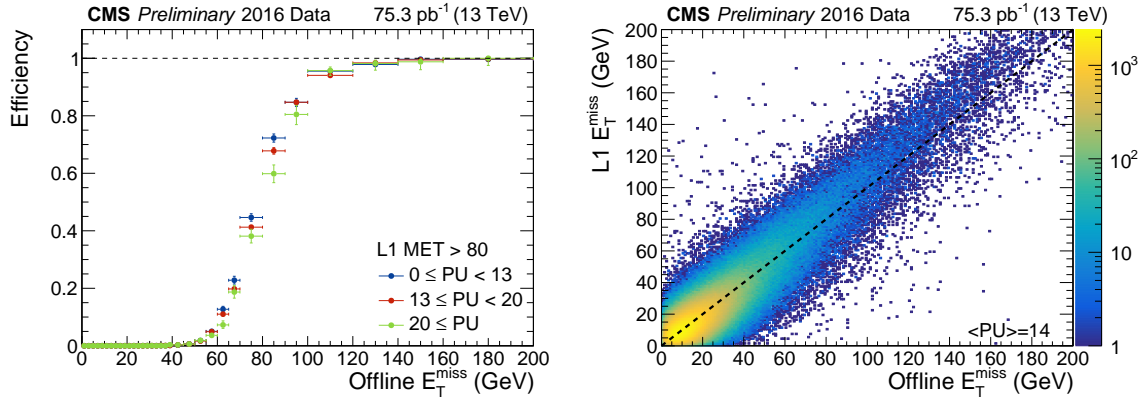 CMS Preliminary 2016 Data 75.3 pb⁻¹ (13 TeV)
Efficiency
1
0.8
0.6
0.4
0.2
0
L1 MET > 80
0 ≤ PU < 13
13 ≤ PU < 20
20 ≤ PU
0 20 40 60 80 100 120 140 160 180 200
Offline E_T^miss (GeV)
CMS Preliminary 2016 Data 75.3 pb⁻¹ (13 TeV)
L1 E_T^miss (GeV)
200
180
160
140
120
100
80
60
40
20
0
<PU>=14
0 20 40 60 80 100 120 140 160 180 200
Offline E_T^miss (GeV)
10³
10²
10
1